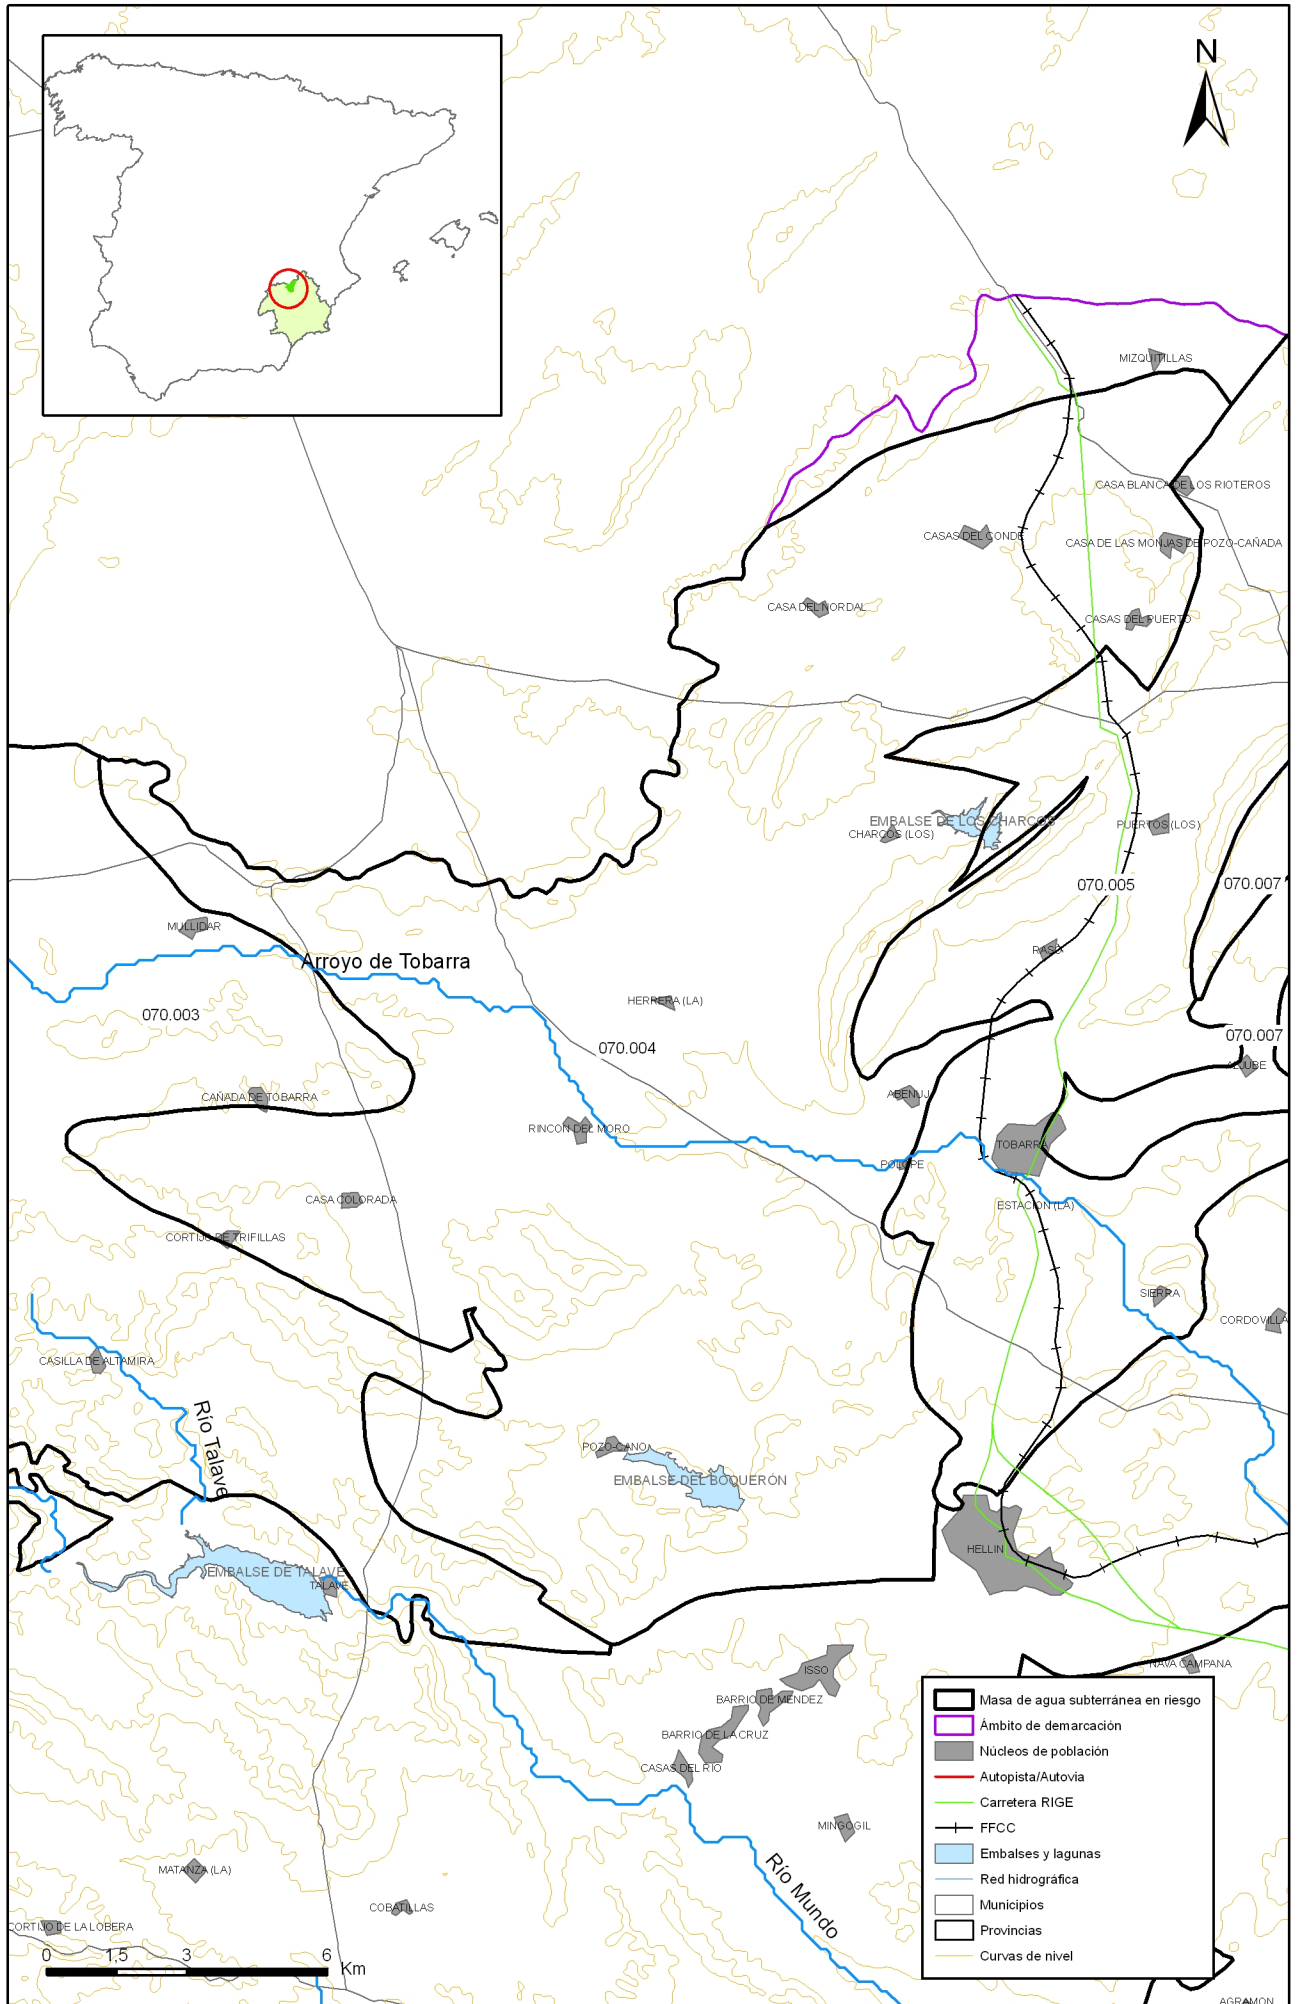 N
MIZQUITILLAS
CASA BLANCA DE LOS RIOTEROS
CASAS DEL CONDE
CASA DE LAS MONJAS DE POZO-CAÑADA
CASA DEL NORDAL
CASAS DEL PUERTO
EMBALSE DE LOS CHARCOS
CHARCOS (LOS)
PUERTOS (LOS)
070.005
070.007
MULLIDAR
Arroyo de Tobarra
RASO
HERRERA (LA)
070.003
070.004
070.007
ALJUBE
CAÑADA DE TOBARRA
ABENUJ
RINCON DEL MORO
TOBARRA
POLOPE
CASA COLORADA
ESTACION (LA)
CORTIJO DE TRIFILLAS
SIERRA
CORDOVILLA
CASILLA DE ALTAMIRA
Río Talave
POZO-CANO
EMBALSE DEL BOQUERÓN
HELLIN
EMBALSE DE TALAVE
TALAVE
ISSO
NAVA CAMPANA
BARRIO DE MENDEZ
BARRIO DE LA CRUZ
CASAS DEL RIO
MINGOGIL
MATANZA (LA)
Río Mundo
COBATILLAS
CORTIJO DE LA LOBERA
0 1,5 3 6
Km
Masa de agua subterránea en riesgo
Ámbito de demarcación
Núcleos de población
Autopista/Autovia
Carretera RIGE
FFCC
Embalses y lagunas
Red hidrográfica
Municipios
Provincias
Curvas de nivel
AGRAMON